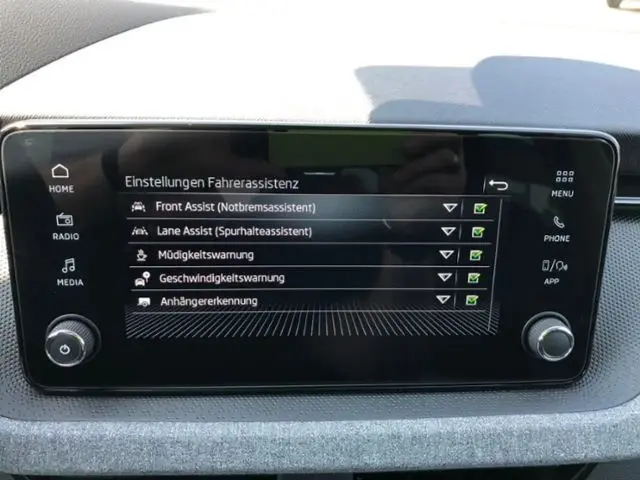 HOME
RADIO
MEDIA
Einstellungen Fahrerassistenz
Front Assist (Notbremsassistent)
Lane Assist (Spurhalteassistent)
Müdigkeitswarnung
Geschwindigkeitswarnung
Anhängererkennung
MENU
PHONE
APP